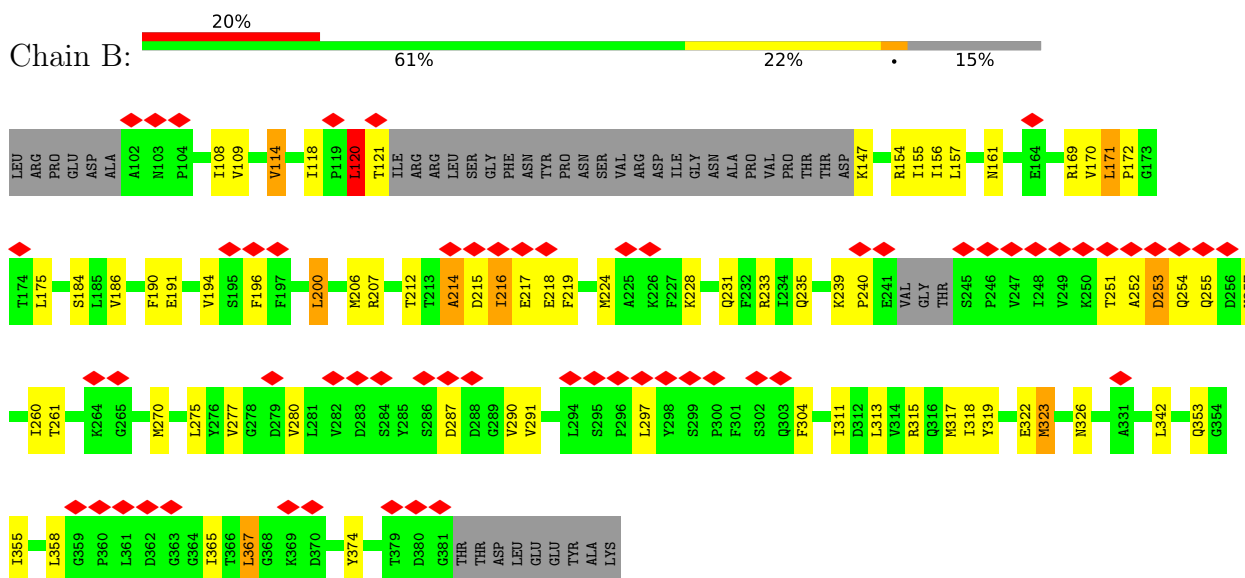 20%
Chain B:
61% 22% • 15%
LEU ARG PRO GLU ASP ALA A102 N103 P104 I108 V109 V114 I118 P119 L120 T121 ILE ARG ARG LEU SER GLY PHE ASN TYR PRO ASN SER VAL ARG ASP ILE GLY ASN ALA PRO VAL PRO THR THR ASP K147 R154 I155 I156 L157 N161 E164 R169 V170 L171 P172 G173
T174 L175 S184 L185 V186 F190 E191 V194 S195 F196 F197 L200 M206 R207 T212 T213 A214 D215 I216 E217 E218 F219 M224 A225 K226 F227 K228 Q231 F232 R233 I234 Q235 K239 P240 E241 VAL GLY THR S245 P246 V247 I248 V249 K250 T251 A252 D253 Q254 Q255 D256
I260 T261 K264 G265 M270 L275 Y276 V277 G278 D279 V280 L281 V282 D283 S284 Y285 S286 D287 D288 G289 V290 V291 L294 S295 P296 L297 Y298 S299 P300 F301 S302 Q303 F304 I311 D312 L313 V314 R315 Q316 M317 I318 Y319 E322 M323 N326 A331 L342 Q353 G354
I355 L358 G359 P360 L361 D362 G363 G364 I365 T366 L367 G368 K369 D370 Y374 T379 D380 G381 THR THR ASP LEU GLU GLU TYR ALA LYS